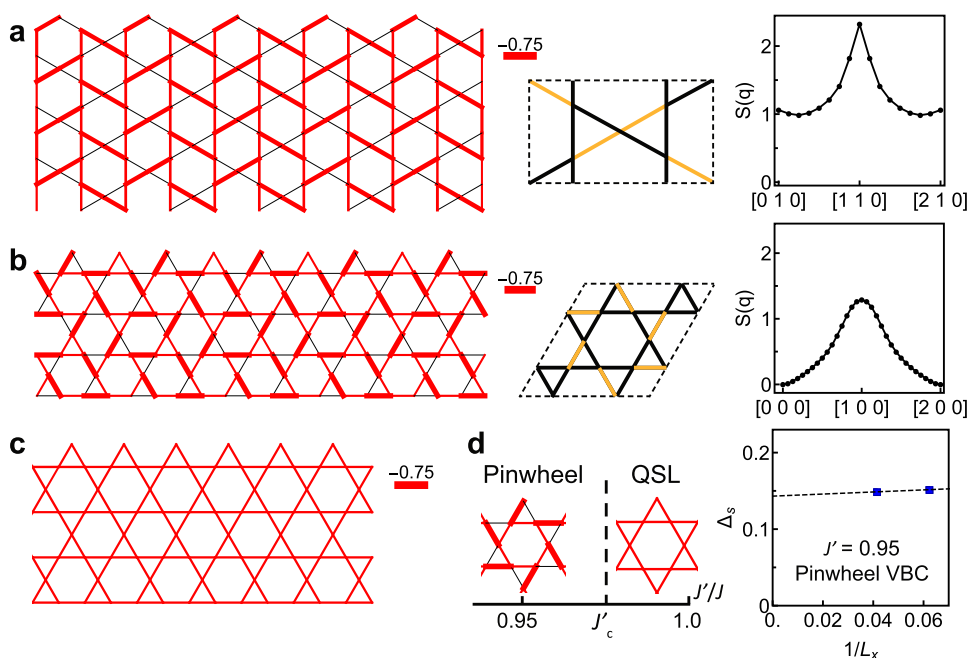 a
−0.75
S(q)
2
1
0
[0 1 0]
[1 1 0]
[2 1 0]
b
−0.75
S(q)
2
1
0
[0 0 0]
[1 0 0]
[2 0 0]
c
−0.75
d
Pinwheel
QSL
J'/J
0.95
J'c
1.0
Δs
0.2
0.1
0
J' = 0.95
Pinwheel VBC
0.
0.02
0.04
0.06
1/Lx